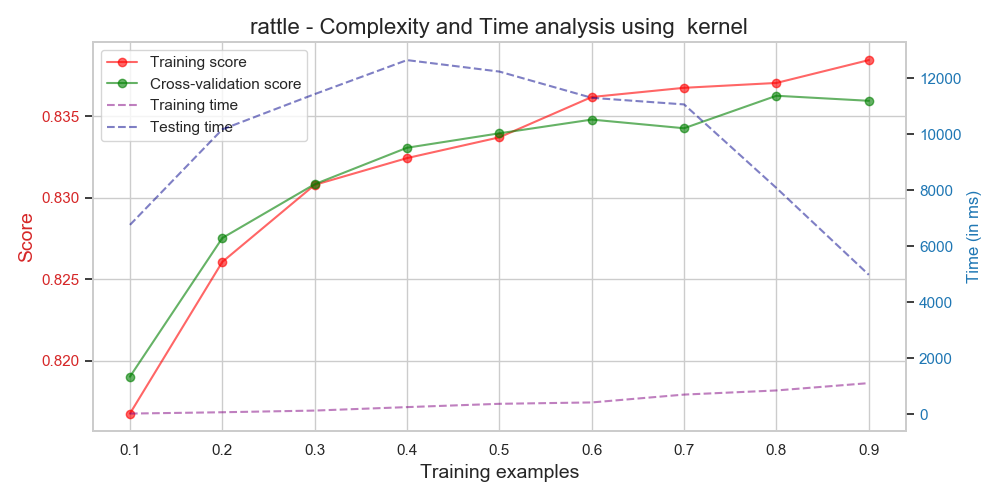 rattle - Complexity and Time analysis using  kernel
Training score
Cross-validation score
Training time
Testing time
Score
0.835
0.830
0.825
0.820
12000
10000
8000
6000
4000
2000
0
Time (in ms)
0.1 0.2 0.3 0.4 0.5 0.6 0.7 0.8 0.9
Training examples